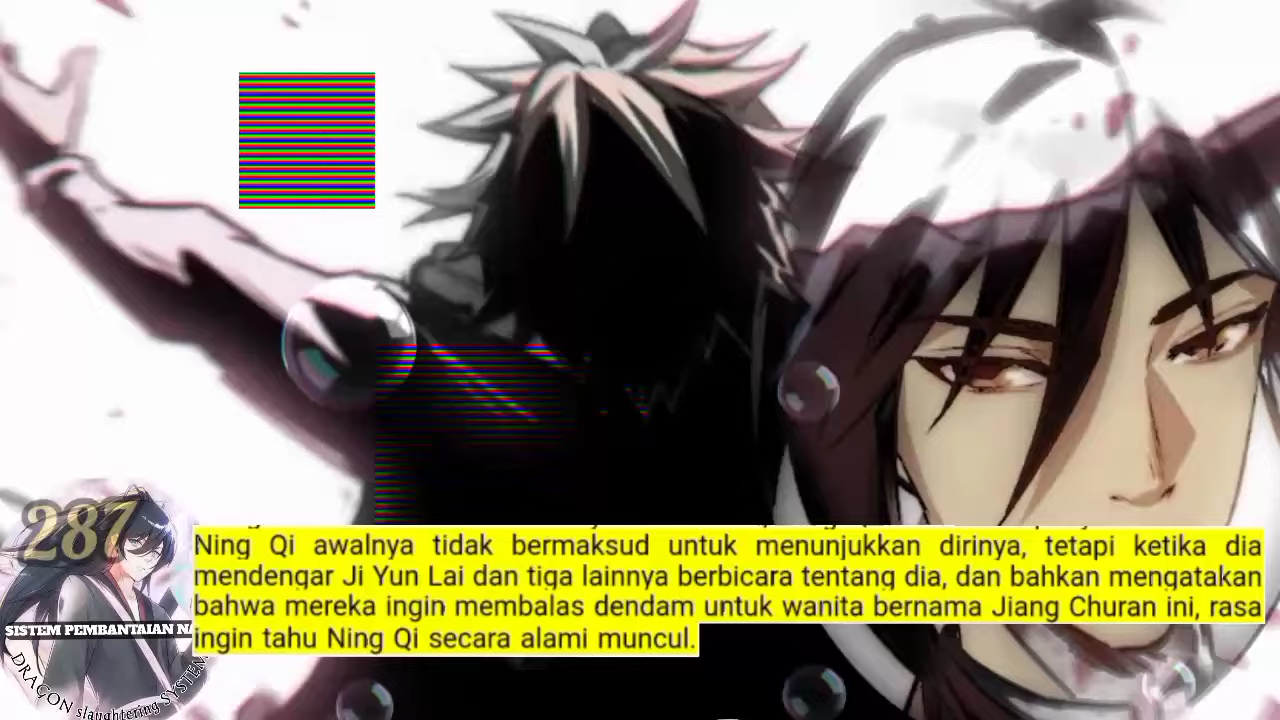 287
SISTEM PEMBANTAIAN NA
DRAGON slaughtering SYSTEM
Ning Qi awalnya tidak bermaksud untuk menunjukkan dirinya, tetapi ketika dia
mendengar Ji Yun Lai dan tiga lainnya berbicara tentang dia, dan bahkan mengatakan
bahwa mereka ingin membalas dendam untuk wanita bernama Jiang Churan ini, rasa
ingin tahu Ning Qi secara alami muncul.